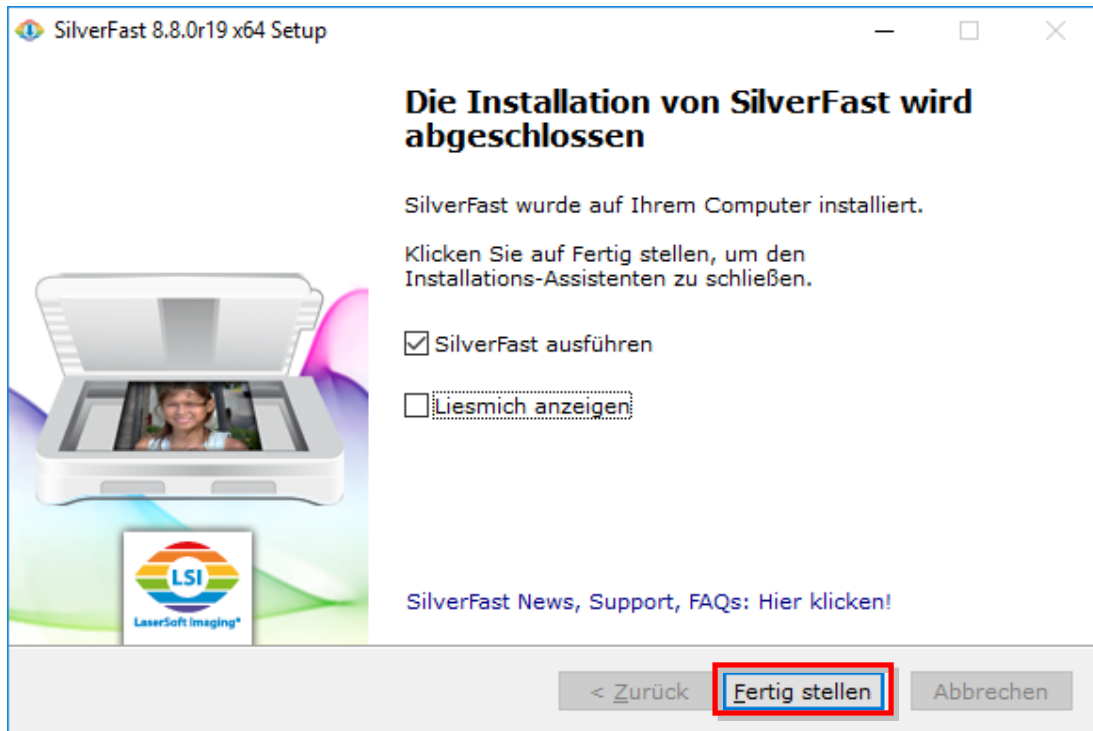 SilverFast 8.8.0r19 x64 Setup
Die Installation von SilverFast wird
abgeschlossen
SilverFast wurde auf Ihrem Computer installiert.
Klicken Sie auf Fertig stellen, um den
Installations-Assistenten zu schließen.
SilverFast ausführen
Liesmich anzeigen
LSI
LaserSoft Imaging®
SilverFast News, Support, FAQs: Hier klicken!
< Zurück Fertig stellen Abbrechen